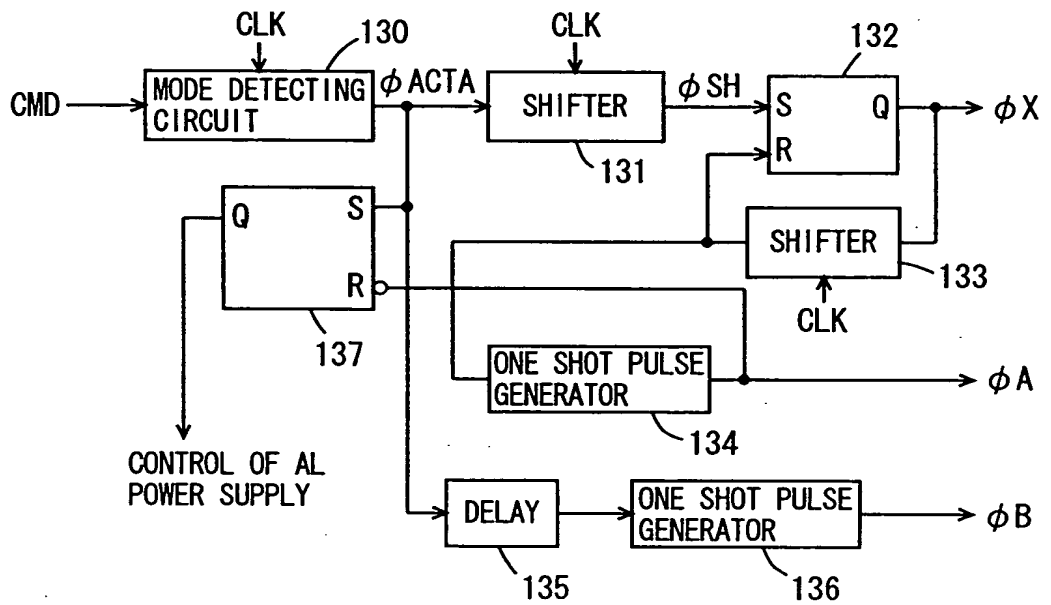 CLK
130
CLK
132
CMD
MODE DETECTING
CIRCUIT
φACTA
SHIFTER
φSH
S
Q
φX
R
131
Q
S
SHIFTER
R
133
137
CLK
ONE SHOT PULSE
GENERATOR
φA
134
CONTROL OF AL
POWER SUPPLY
DELAY
ONE SHOT PULSE
GENERATOR
φB
135
136